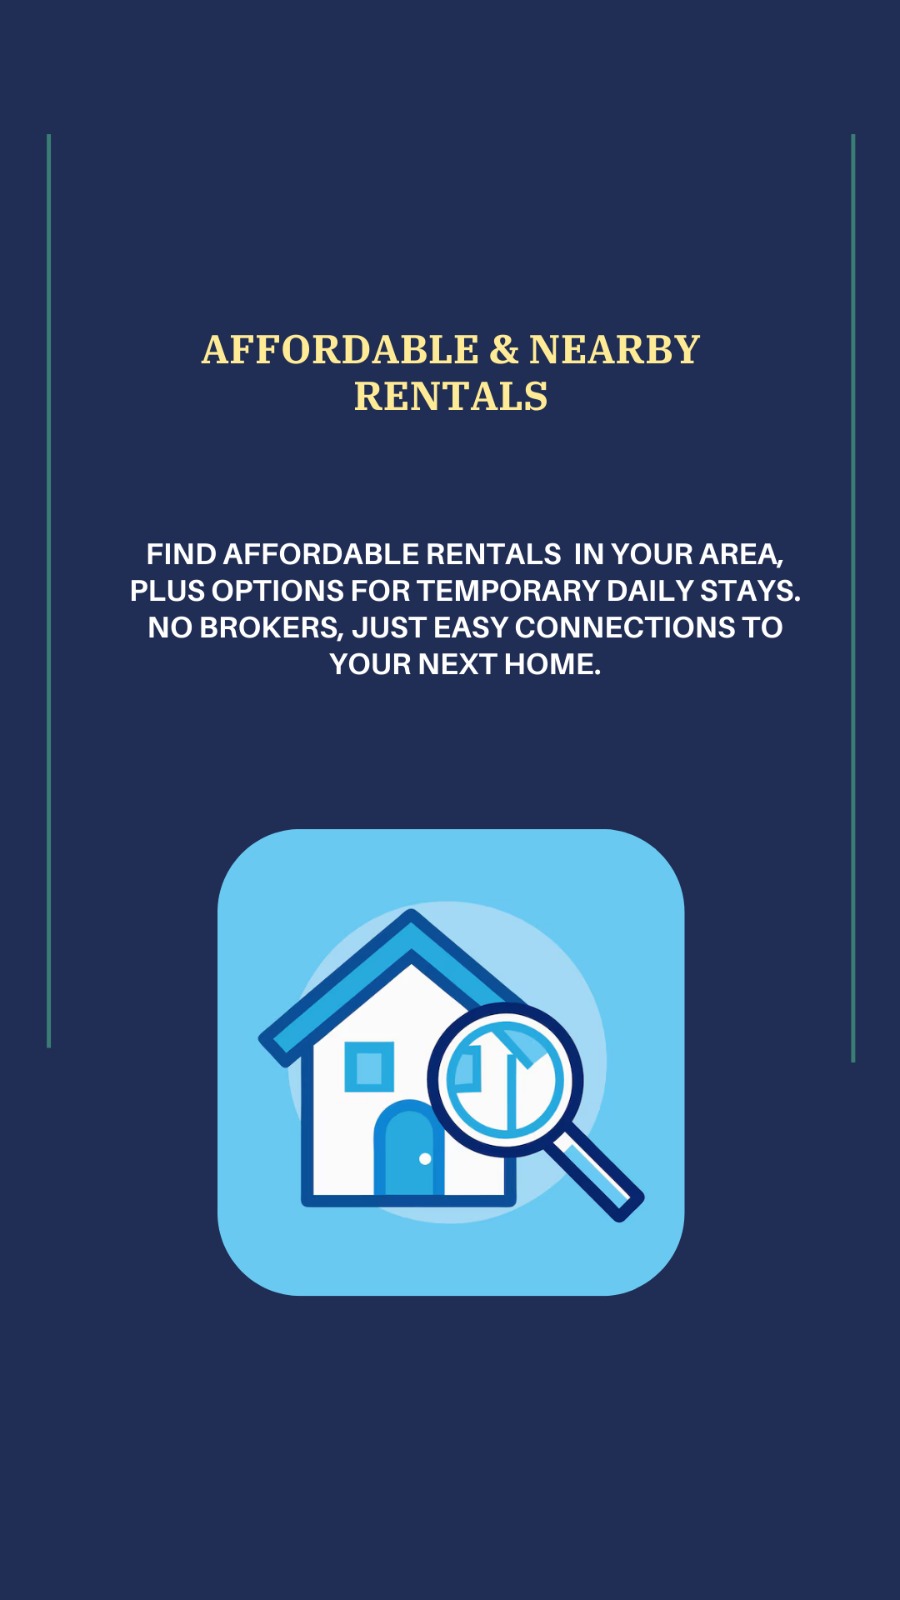 AFFORDABLE & NEARBY
RENTALS
FIND AFFORDABLE RENTALS  IN YOUR AREA,
PLUS OPTIONS FOR TEMPORARY DAILY STAYS.
NO BROKERS, JUST EASY CONNECTIONS TO
YOUR NEXT HOME.